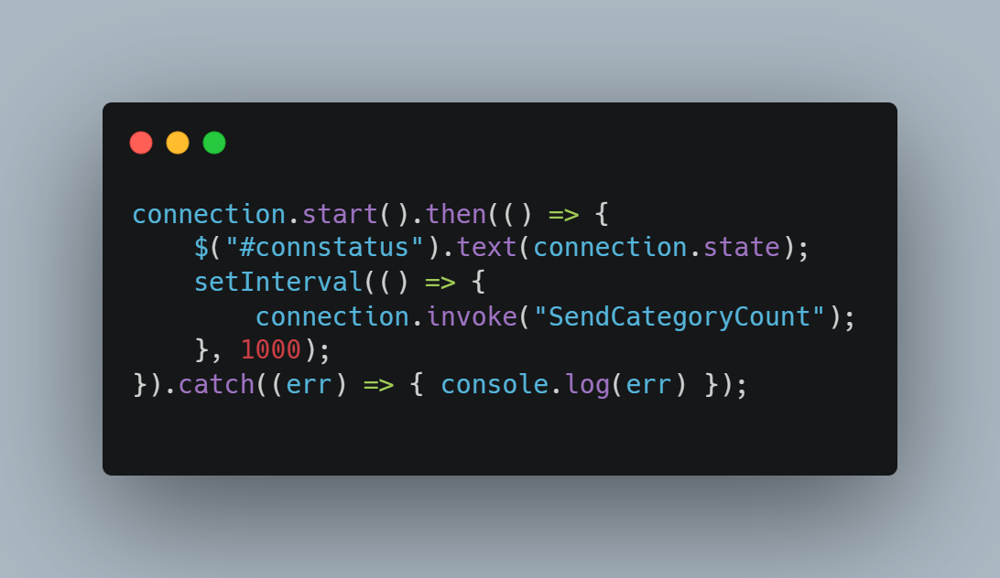 connection.start().then(() => {
    $("#connstatus").text(connection.state);
    setInterval(() => {
        connection.invoke("SendCategoryCount");
    }, 1000);
}).catch((err) => { console.log(err) });